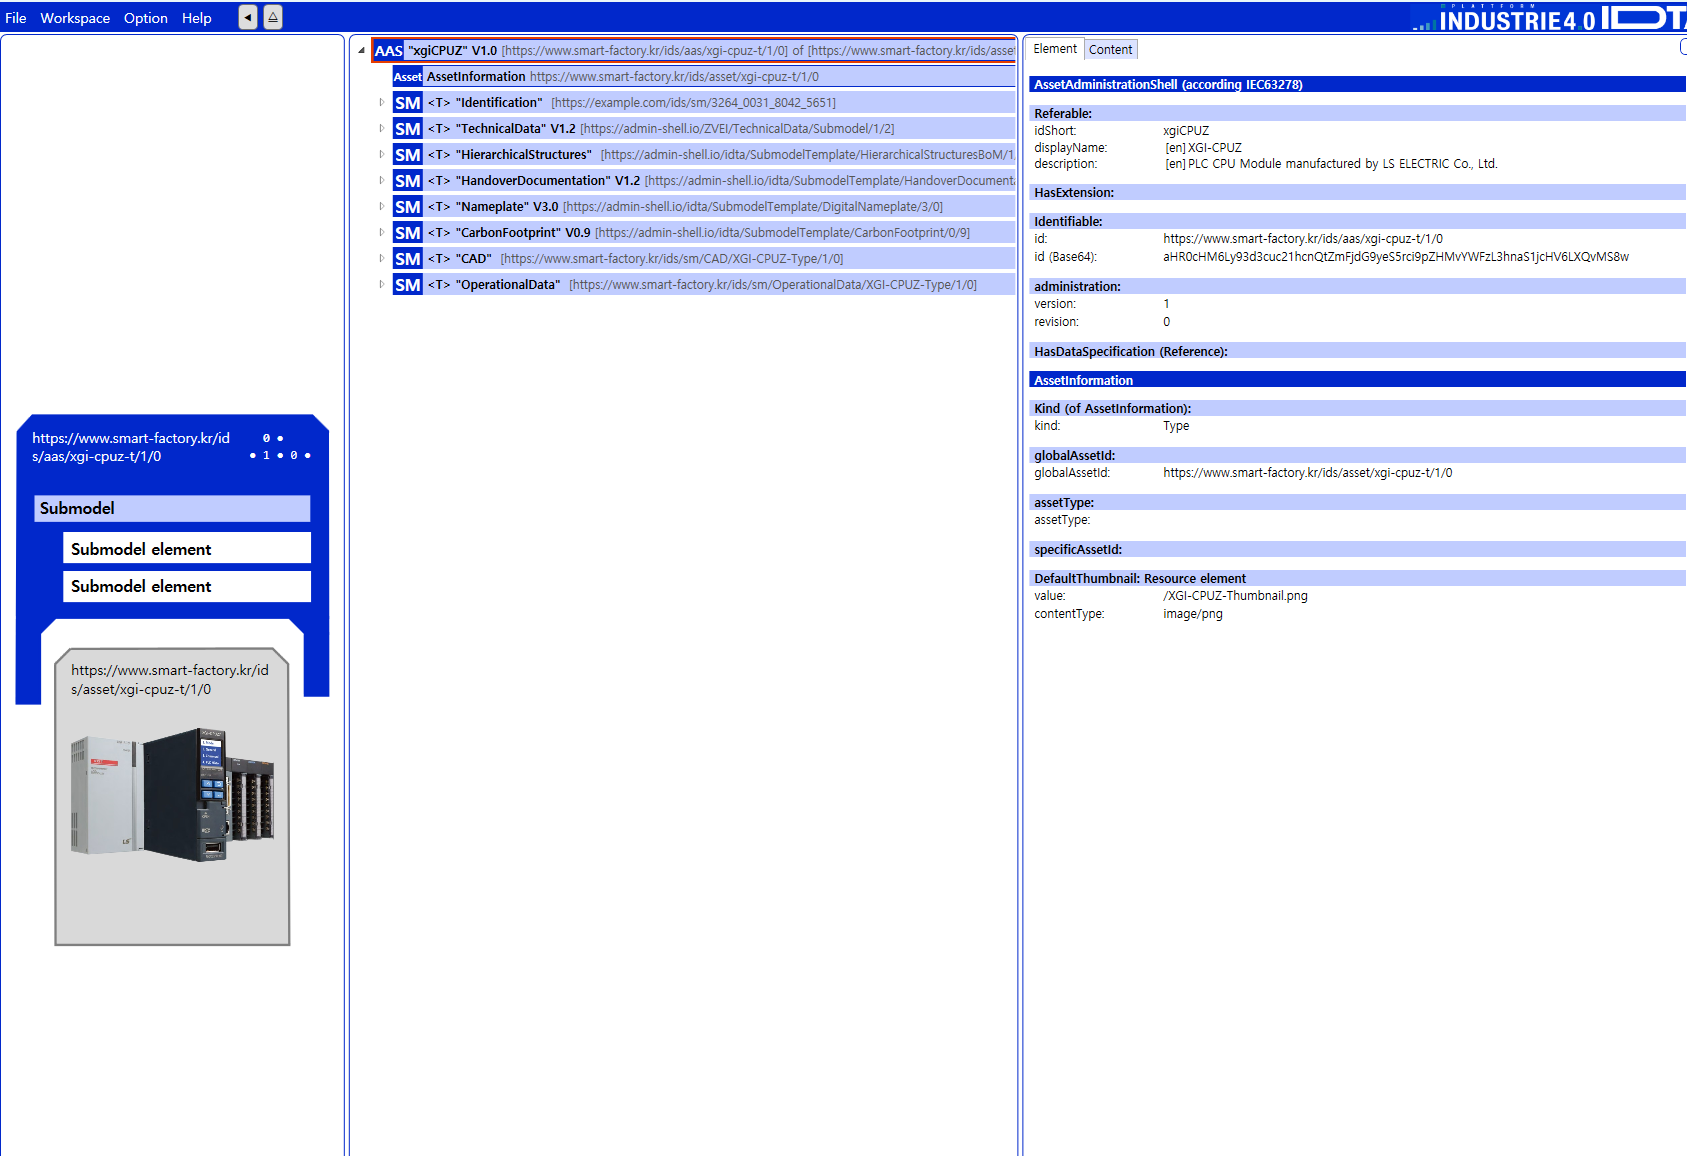 File Workspace Option Help
PLATTFORM
INDUSTRIE4.0
https://www.smart-factory.kr/id
s/aas/xgi-cpuz-t/1/0
0
1 0
Submodel
Submodel element
Submodel element
https://www.smart-factory.kr/id
s/asset/xgi-cpuz-t/1/0
AAS "xgiCPUZ" V1.0 [https://www.smart-factory.kr/ids/aas/xgi-cpuz-t/1/0] of [https://www.smart-factory.kr/ids/asse
Asset AssetInformation https://www.smart-factory.kr/ids/asset/xgi-cpuz-t/1/0
SM <T> "Identification" [https://example.com/ids/sm/3264_0031_8042_5651]
SM <T> "TechnicalData" V1.2 [https://admin-shell.io/ZVEI/TechnicalData/Submodel/1/2]
SM <T> "HierarchicalStructures" [https://admin-shell.io/idta/SubmodelTemplate/HierarchicalStructuresBoM/1
SM <T> "HandoverDocumentation" V1.2 [https://admin-shell.io/idta/SubmodelTemplate/HandoverDocumenta
SM <T> "Nameplate" V3.0 [https://admin-shell.io/idta/SubmodelTemplate/DigitalNameplate/3/0]
SM <T> "CarbonFootprint" V0.9 [https://admin-shell.io/idta/SubmodelTemplate/CarbonFootprint/0/9]
SM <T> "CAD" [https://www.smart-factory.kr/ids/sm/CAD/XGI-CPUZ-Type/1/0]
SM <T> "OperationalData" [https://www.smart-factory.kr/ids/sm/OperationalData/XGI-CPUZ-Type/1/0]
Element Content
AssetAdministrationShell (according IEC63278)
Referable:
idShort: xgiCPUZ
displayName: [en] XGI-CPUZ
description: [en] PLC CPU Module manufactured by LS ELECTRIC Co., Ltd.
HasExtension:
Identifiable:
id: https://www.smart-factory.kr/ids/aas/xgi-cpuz-t/1/0
id (Base64): aHR0cHM6Ly93d3cuc21hcnQtZmFjdG9yeS5rci9pZHMvYWFzL3hnaS1jcHV6LXQvMS8w
administration:
version: 1
revision: 0
HasDataSpecification (Reference):
AssetInformation
Kind (of AssetInformation):
kind: Type
globalAssetId:
globalAssetId: https://www.smart-factory.kr/ids/asset/xgi-cpuz-t/1/0
assetType:
assetType:
specificAssetId:
DefaultThumbnail: Resource element
value: /XGI-CPUZ-Thumbnail.png
contentType: image/png